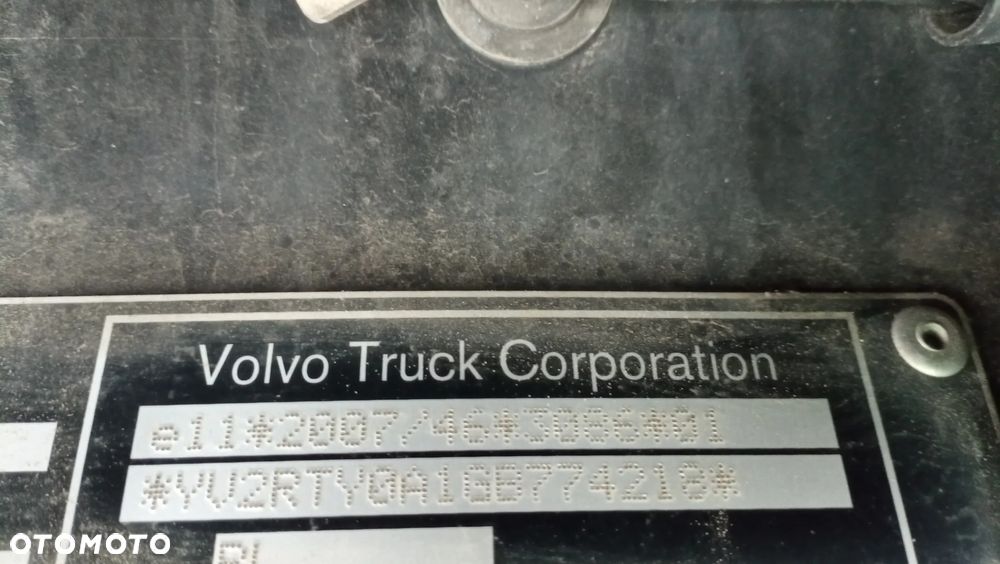 Volvo Truck Corporation
e11*2007/46*3066*01
*YV2RTY0A1GB774218*
OTOMOTO